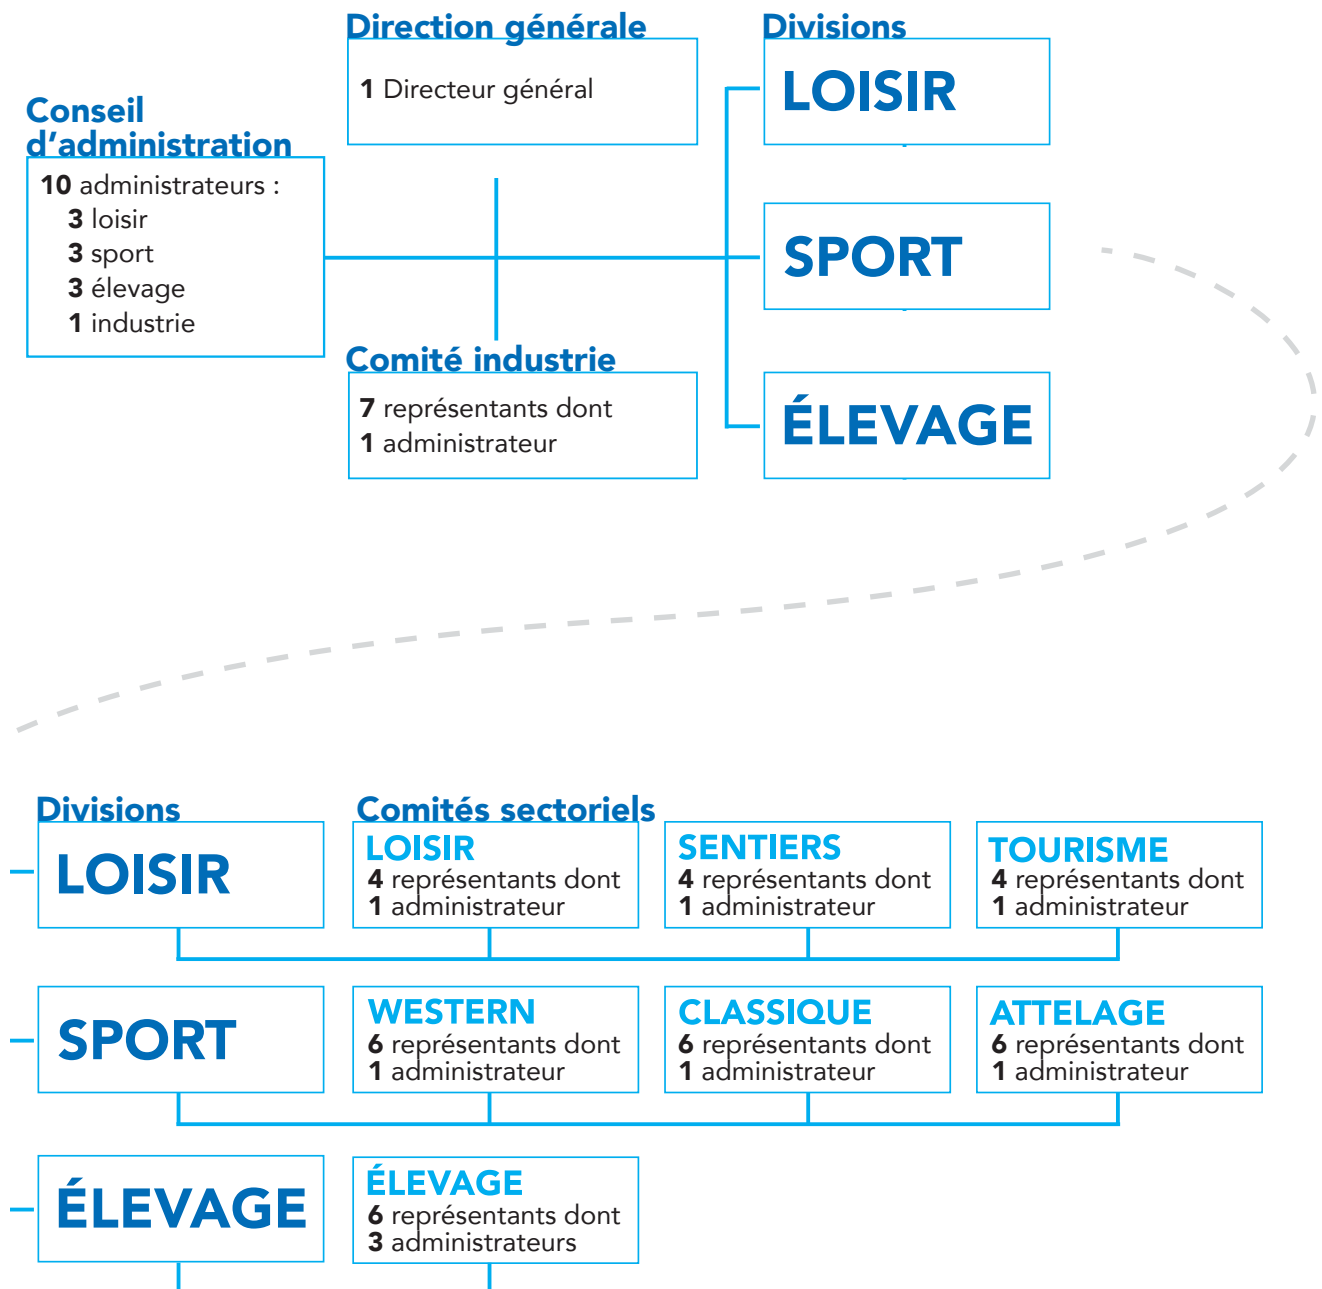 Direction générale
1 Directeur général
Divisions
LOISIR
SPORT
ÉLEVAGE
Conseil
d’administration
10 administrateurs :
3 loisir
3 sport
3 élevage
1 industrie
Comité industrie
7 représentants dont
1 administrateur
Divisions
Comités sectoriels
LOISIR
LOISIR
4 représentants dont
1 administrateur
SENTIERS
4 représentants dont
1 administrateur
TOURISME
4 représentants dont
1 administrateur
SPORT
WESTERN
6 représentants dont
1 administrateur
CLASSIQUE
6 représentants dont
1 administrateur
ATTELAGE
6 représentants dont
1 administrateur
ÉLEVAGE
ÉLEVAGE
6 représentants dont
3 administrateurs